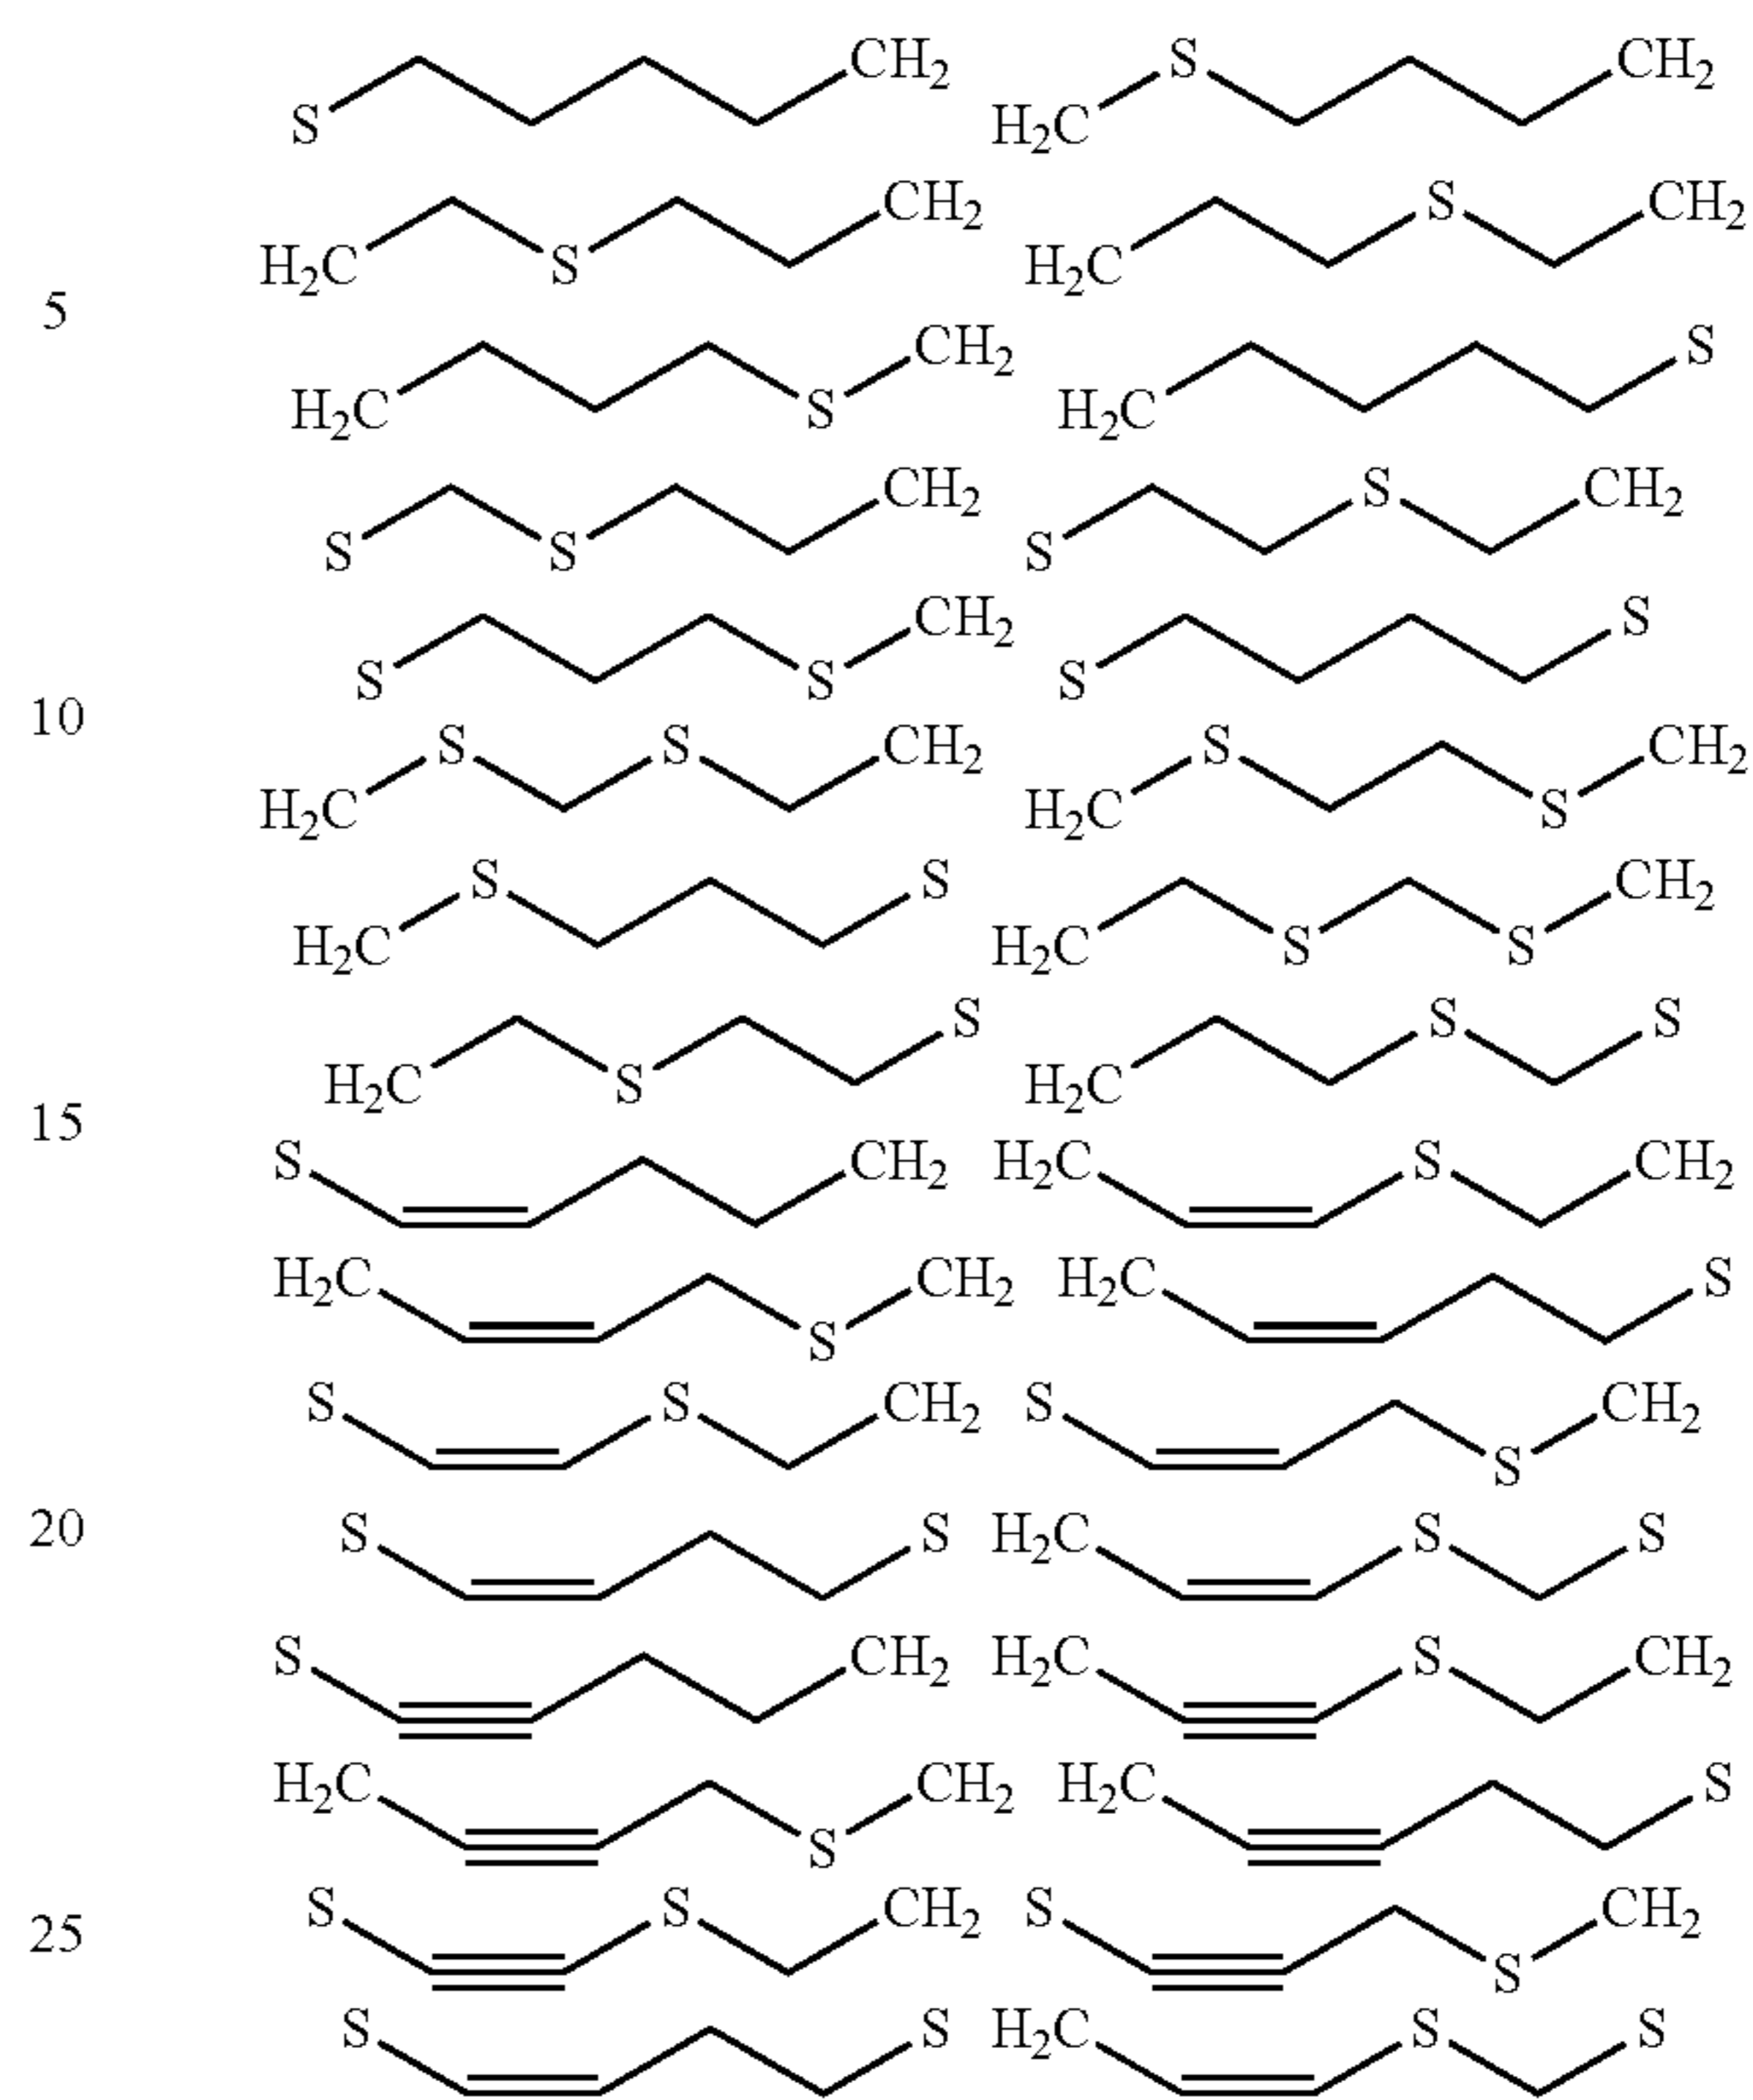 S CH2 H2C S CH2
H2C S CH2 H2C S CH2
5
H2C S CH2 H2C S
S S CH2 S S CH2
S S CH2 S S
10
H2C S S CH2 H2C S S CH2
H2C S S H2C S S CH2
H2C S S H2C S S
15
S CH2 H2C S CH2
H2C S CH2 H2C S
S S CH2 S S CH2
20
S S H2C S S
S CH2 H2C S CH2
H2C S CH2 H2C S
S S CH2 S S CH2
25
S S H2C S S